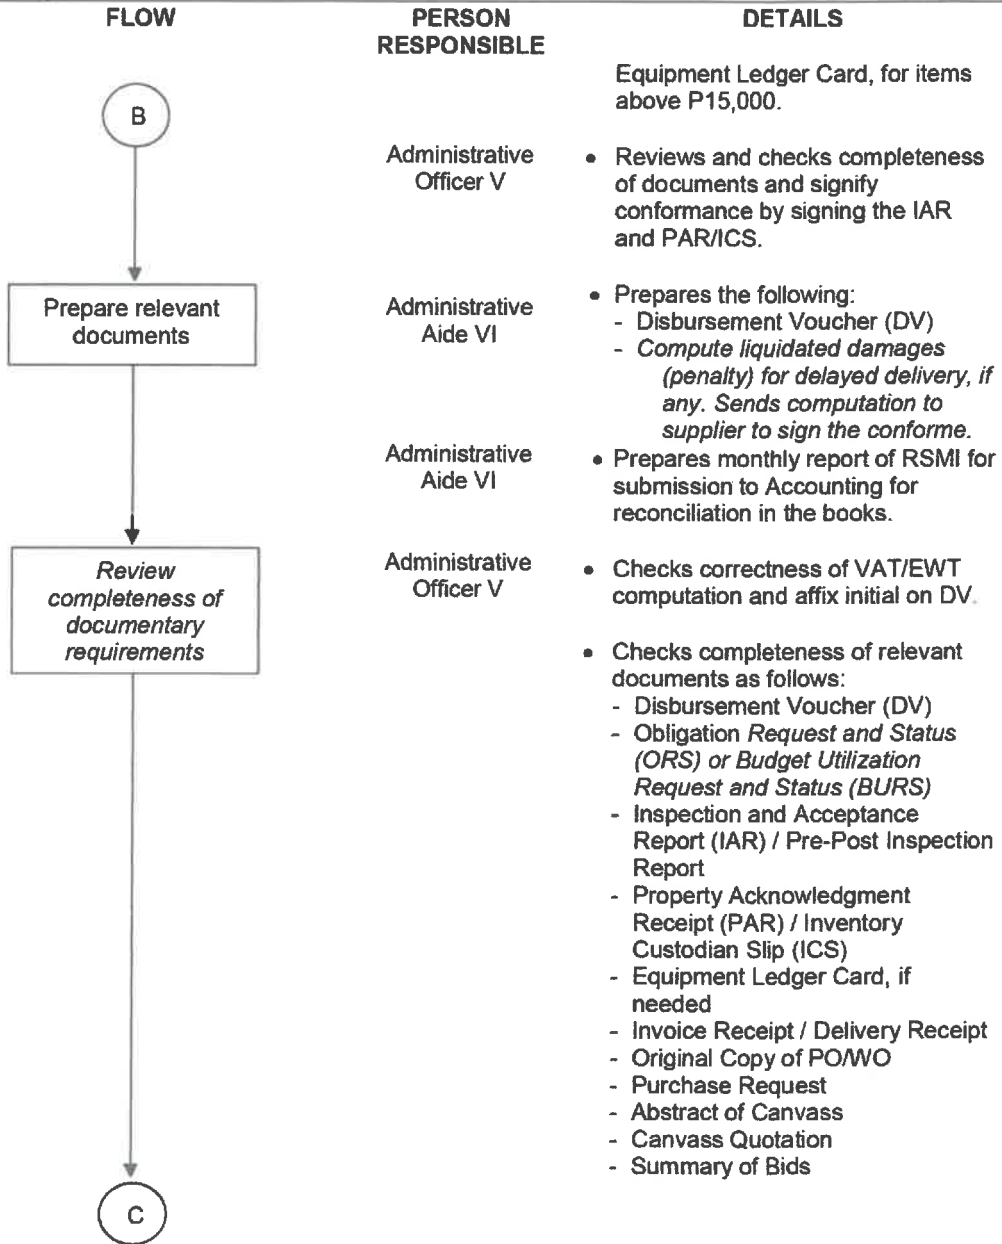 FLOW
PERSON
RESPONSIBLE
DETAILS
B
Equipment Ledger Card, for items
above P15,000.
Administrative
Officer V
• Reviews and checks completeness
of documents and signify
conformance by signing the IAR
and PAR/ICS.
Prepare relevant
documents
Administrative
Aide VI
• Prepares the following:
- Disbursement Voucher (DV)
- Compute liquidated damages
(penalty) for delayed delivery, if
any. Sends computation to
supplier to sign the conforme.
Administrative
Aide VI
• Prepares monthly report of RSMI for
submission to Accounting for
reconciliation in the books.
Review
completeness of
documentary
requirements
Administrative
Officer V
• Checks correctness of VAT/EWT
computation and affix initial on DV.
• Checks completeness of relevant
documents as follows:
- Disbursement Voucher (DV)
- Obligation Request and Status
(ORS) or Budget Utilization
Request and Status (BURS)
- Inspection and Acceptance
Report (IAR) / Pre-Post Inspection
Report
- Property Acknowledgment
Receipt (PAR) / Inventory
Custodian Slip (ICS)
- Equipment Ledger Card, if
needed
- Invoice Receipt / Delivery Receipt
- Original Copy of PO/WO
- Purchase Request
- Abstract of Canvass
- Canvass Quotation
- Summary of Bids
C